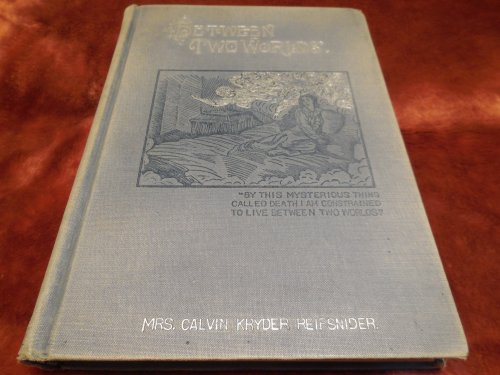 BETWEEN
TWO WORLDS.
"BY THIS MYSTERIOUS THING
CALLED DEATH I AM CONSTRAINED
TO LIVE BETWEEN TWO WORLDS"
MRS. CALVIN KRYDER REIFSNIDER.